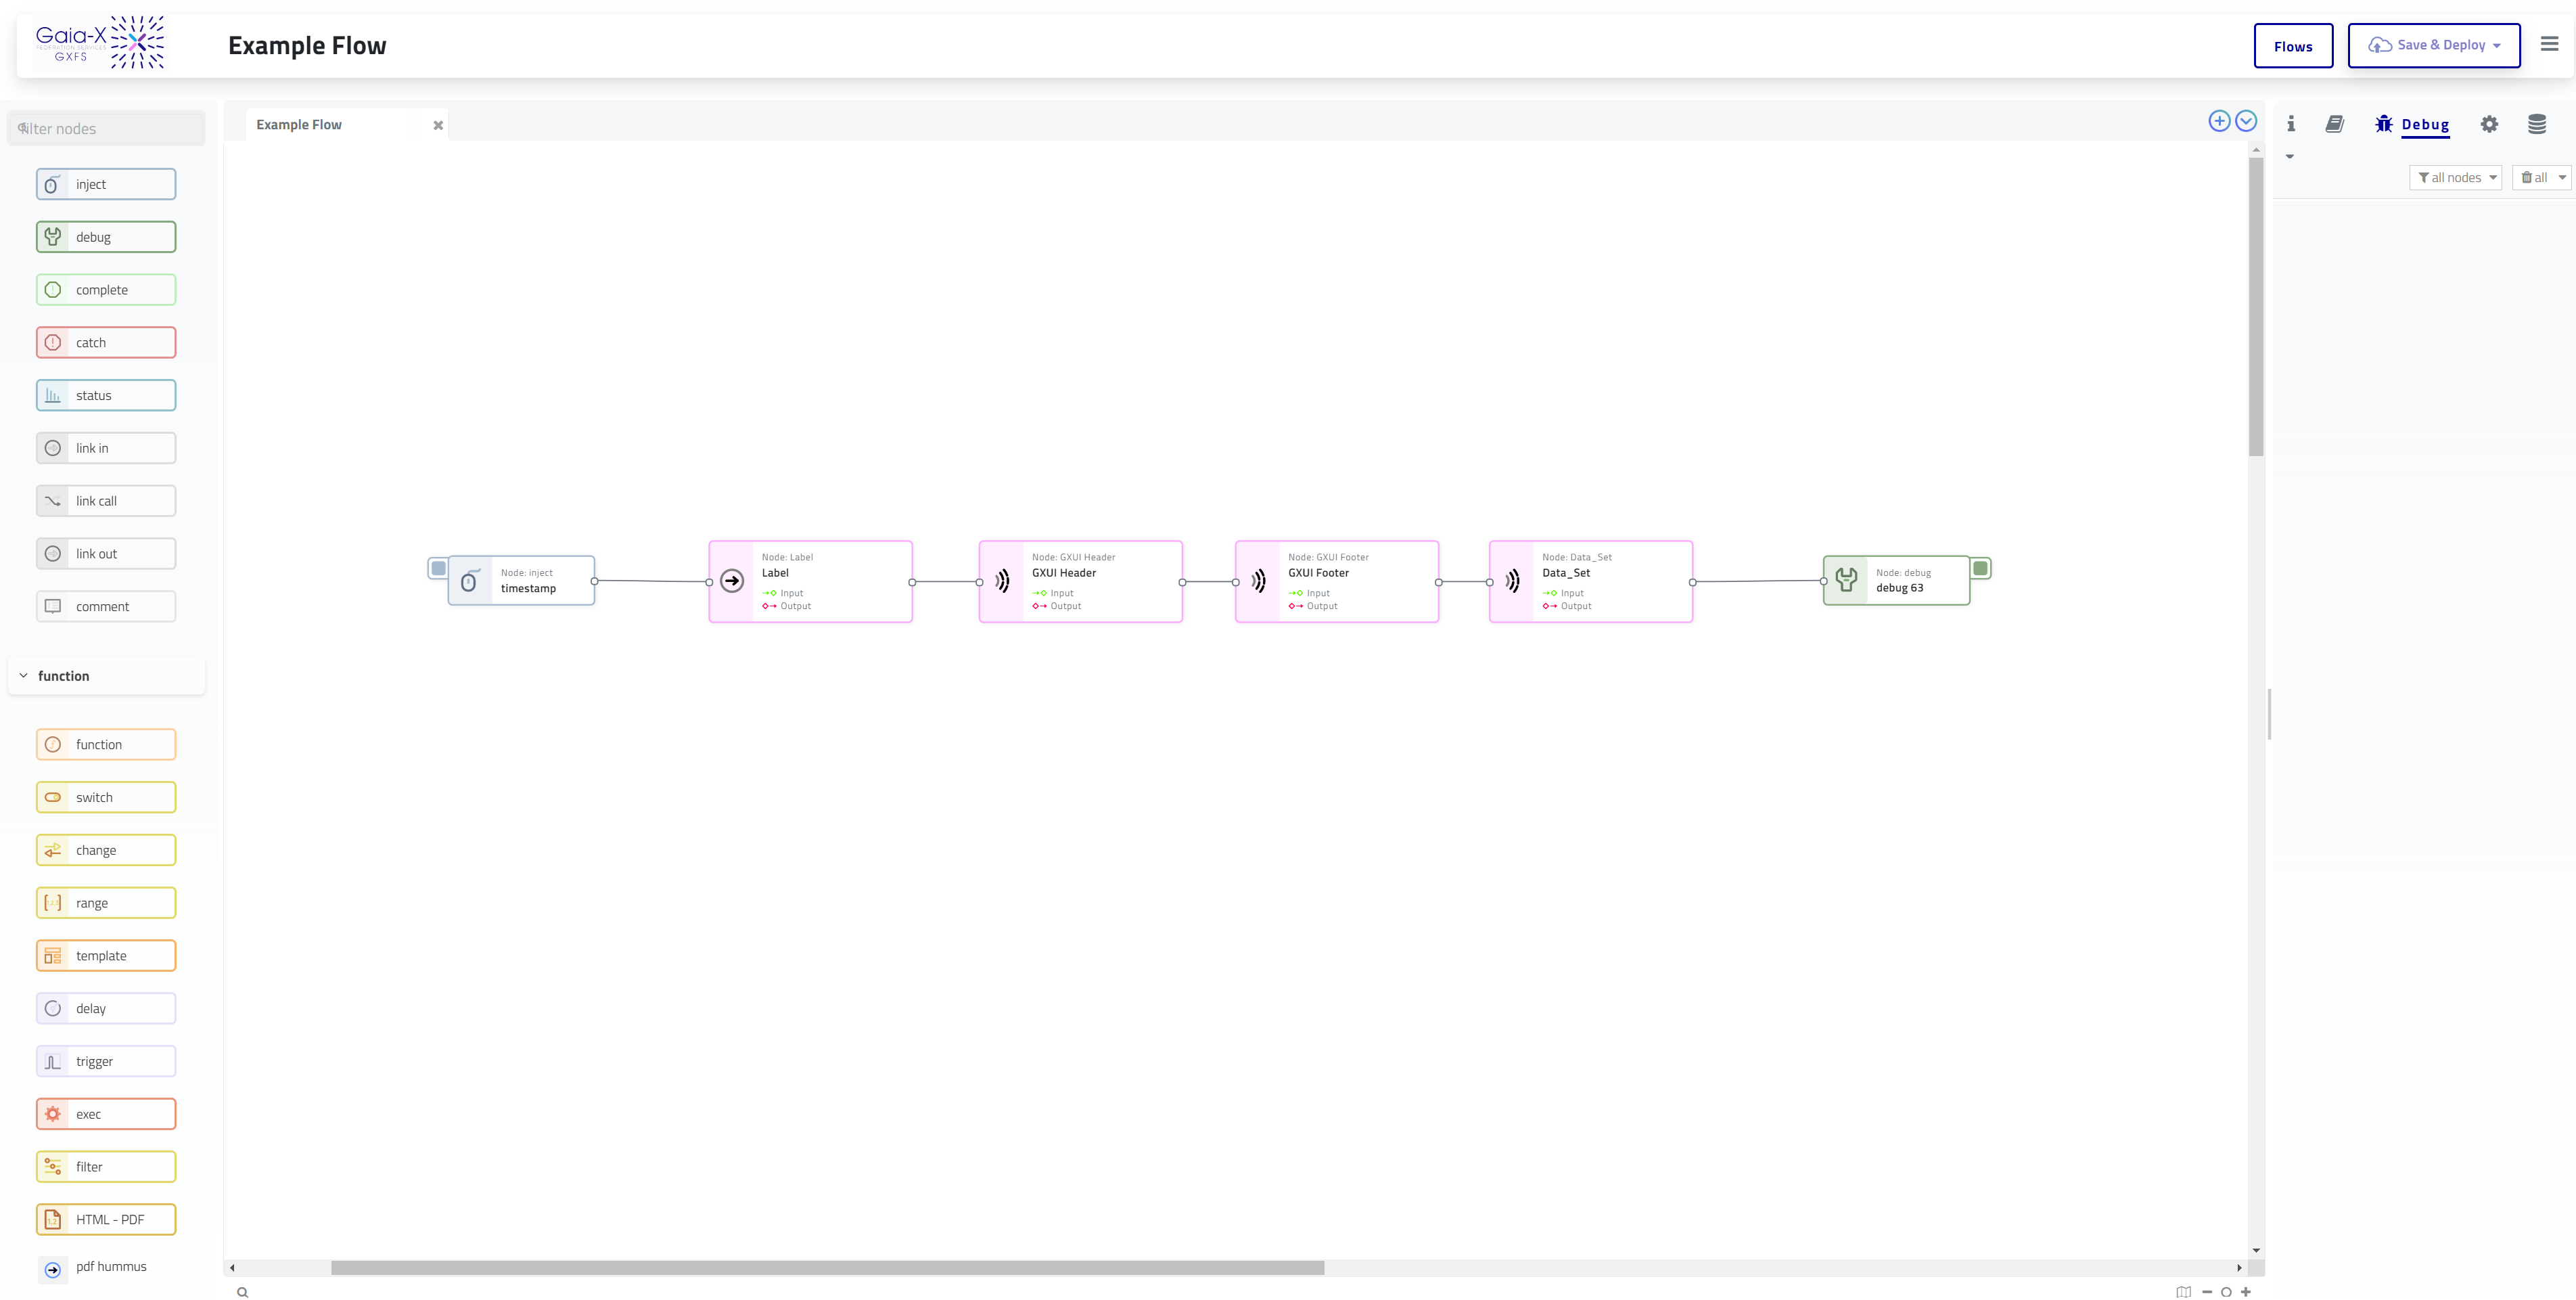 Gaia-X
FEDERATION SERVICES
GXFS
Example Flow
Flows
Save & Deploy
filter nodes
inject
debug
complete
catch
status
link in
link call
link out
comment
function
function
switch
change
range
template
delay
trigger
exec
filter
HTML - PDF
pdf hummus
Example Flow
Node: inject
timestamp
Node: Label
Label
Input
Output
Node: GXUI Header
GXUI Header
Input
Output
Node: GXUI Footer
GXUI Footer
Input
Output
Node: Data_Set
Data_Set
Input
Output
Node: debug
debug 63
Debug
all nodes
all